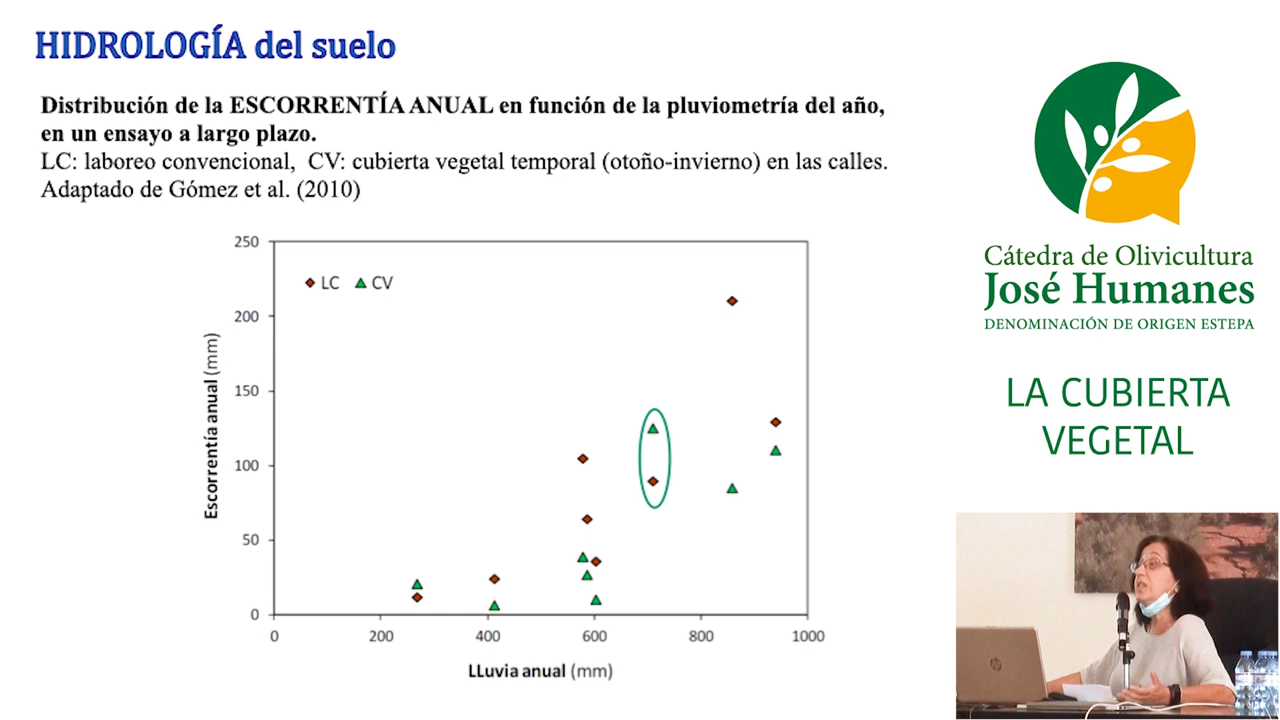 HIDROLOGÍA del suelo
Distribución de la ESCORRENTÍA ANUAL en función de la pluviometría del año,
en un ensayo a largo plazo.
LC: laboreo convencional, CV: cubierta vegetal temporal (otoño-invierno) en las calles.
Adaptado de Gómez et al. (2010)
250
200
150
100
50
0
LC CV
Escorrentía anual (mm)
0 200 400 600 800 1000
LLuvia anual (mm)
Cátedra de Olivicultura
José Humanes
DENOMINACIÓN DE ORIGEN ESTEPA
LA CUBIERTA
VEGETAL
hp